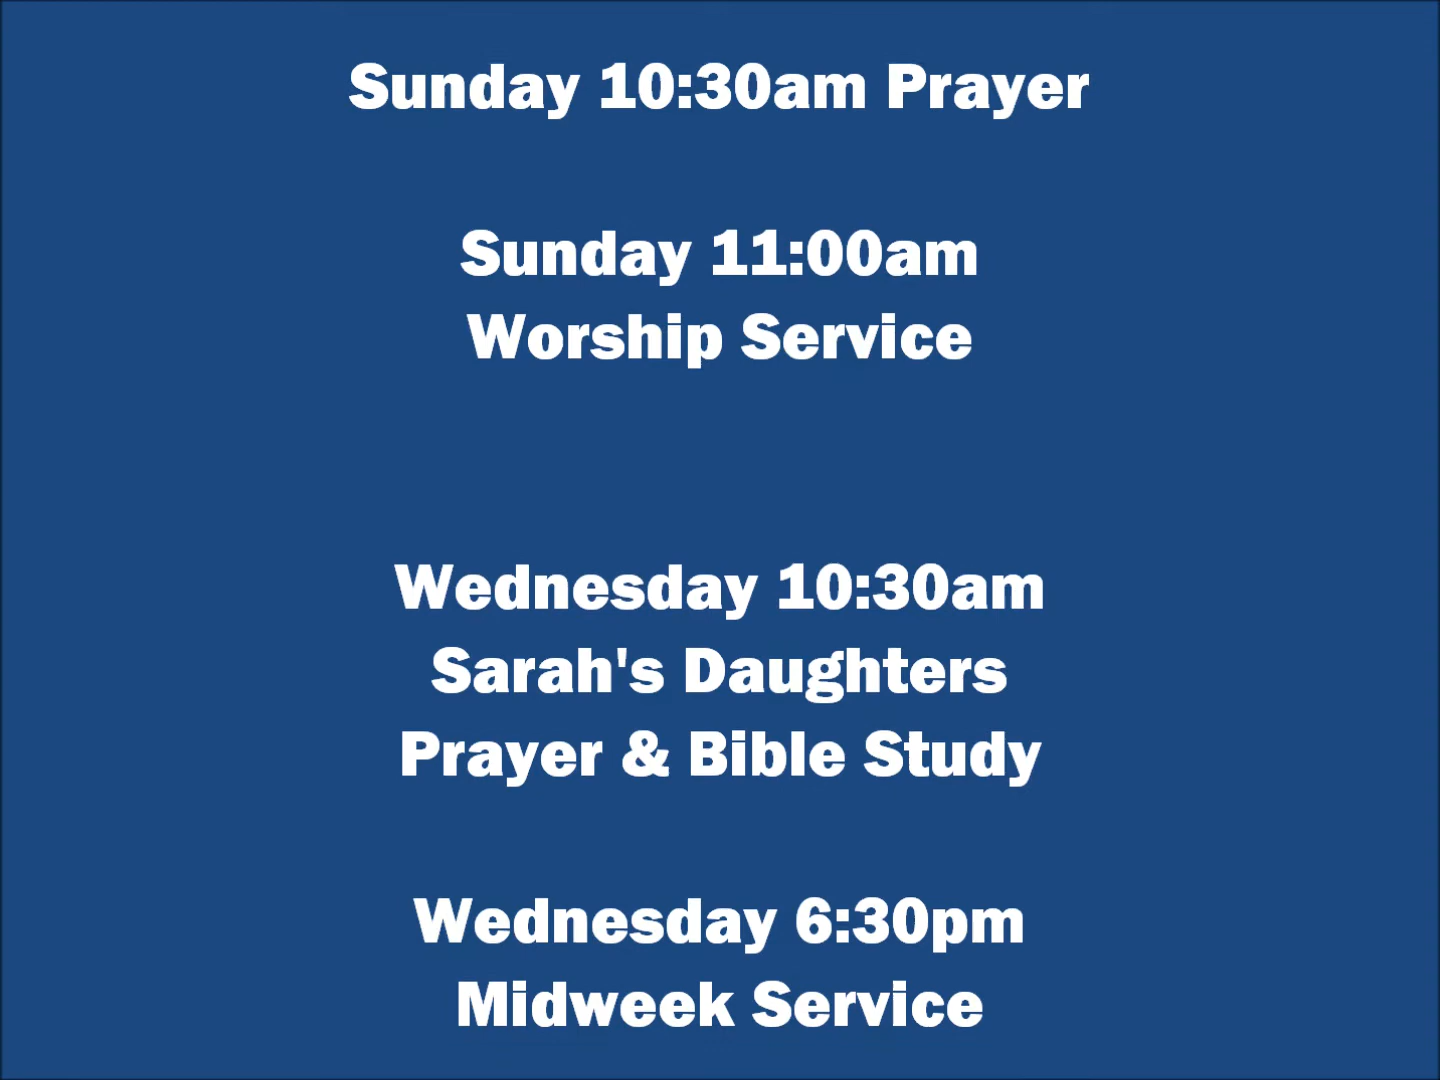 Sunday 10:30am Prayer
Sunday 11:00am
Worship Service
Wednesday 10:30am
Sarah's Daughters
Prayer & Bible Study
Wednesday 6:30pm
Midweek Service